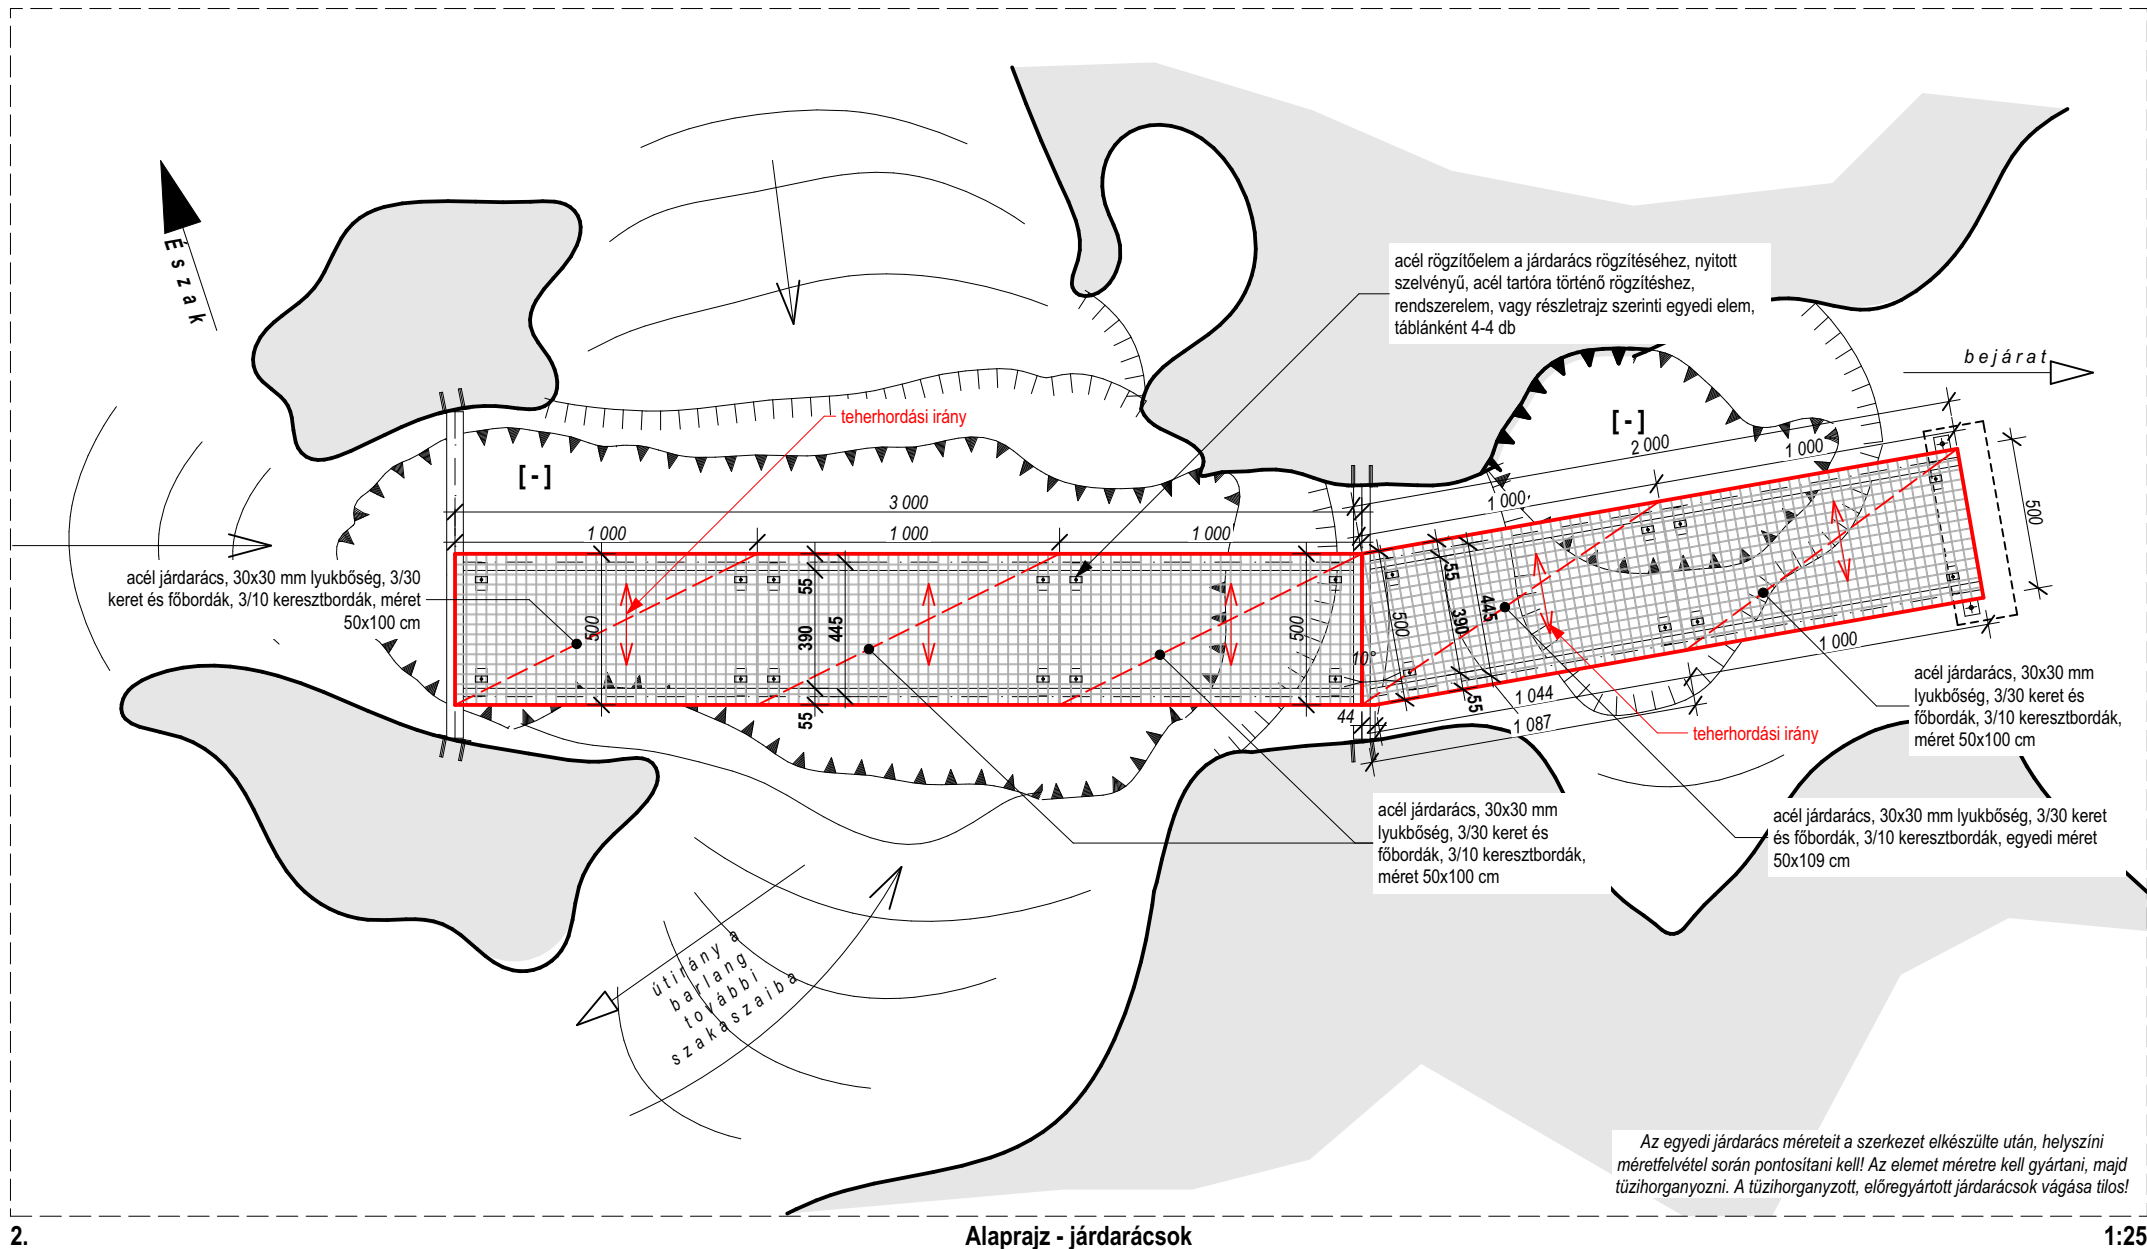 Észak
acél rögzítőelem a járdarács rögzítéséhez, nyitott
szelvényű, acél tartóra történő rögzítéshez,
rendszerelem, vagy részletrajz szerinti egyedi elem,
táblánként 4-4 db
bejárat
teherhordási irány
[-]
[-]
2 000
1 000
1 000
500
3 000
1 000
1 000
1 000
acél járdarács, 30x30 mm lyukbőség, 3/30
keret és főbordák, 3/10 keresztbordák, méret
50x100 cm
500
55
390
445
55
500
500
10°
55
390
445
55
44
1 044
1 087
1 000
teherhordási irány
acél járdarács, 30x30 mm
lyukbőség, 3/30 keret és
főbordák, 3/10 keresztbordák,
méret 50x100 cm
acél járdarács, 30x30 mm
lyukbőség, 3/30 keret és
főbordák, 3/10 keresztbordák,
méret 50x100 cm
acél járdarács, 30x30 mm lyukbőség, 3/30 keret
és főbordák, 3/10 keresztbordák, egyedi méret
50x109 cm
útirány a
barlang
további
szakaszaiba
Az egyedi járdarács méreteit a szerkezet elkészülte után, helyszíni
méretfelvétel során pontosítani kell! Az elemet méretre kell gyártani, majd
tüzihorganyozni. A tüzihorganyzott, előregyártott járdarácsok vágása tilos!
2.
Alaprajz - járdarácsok
1:25